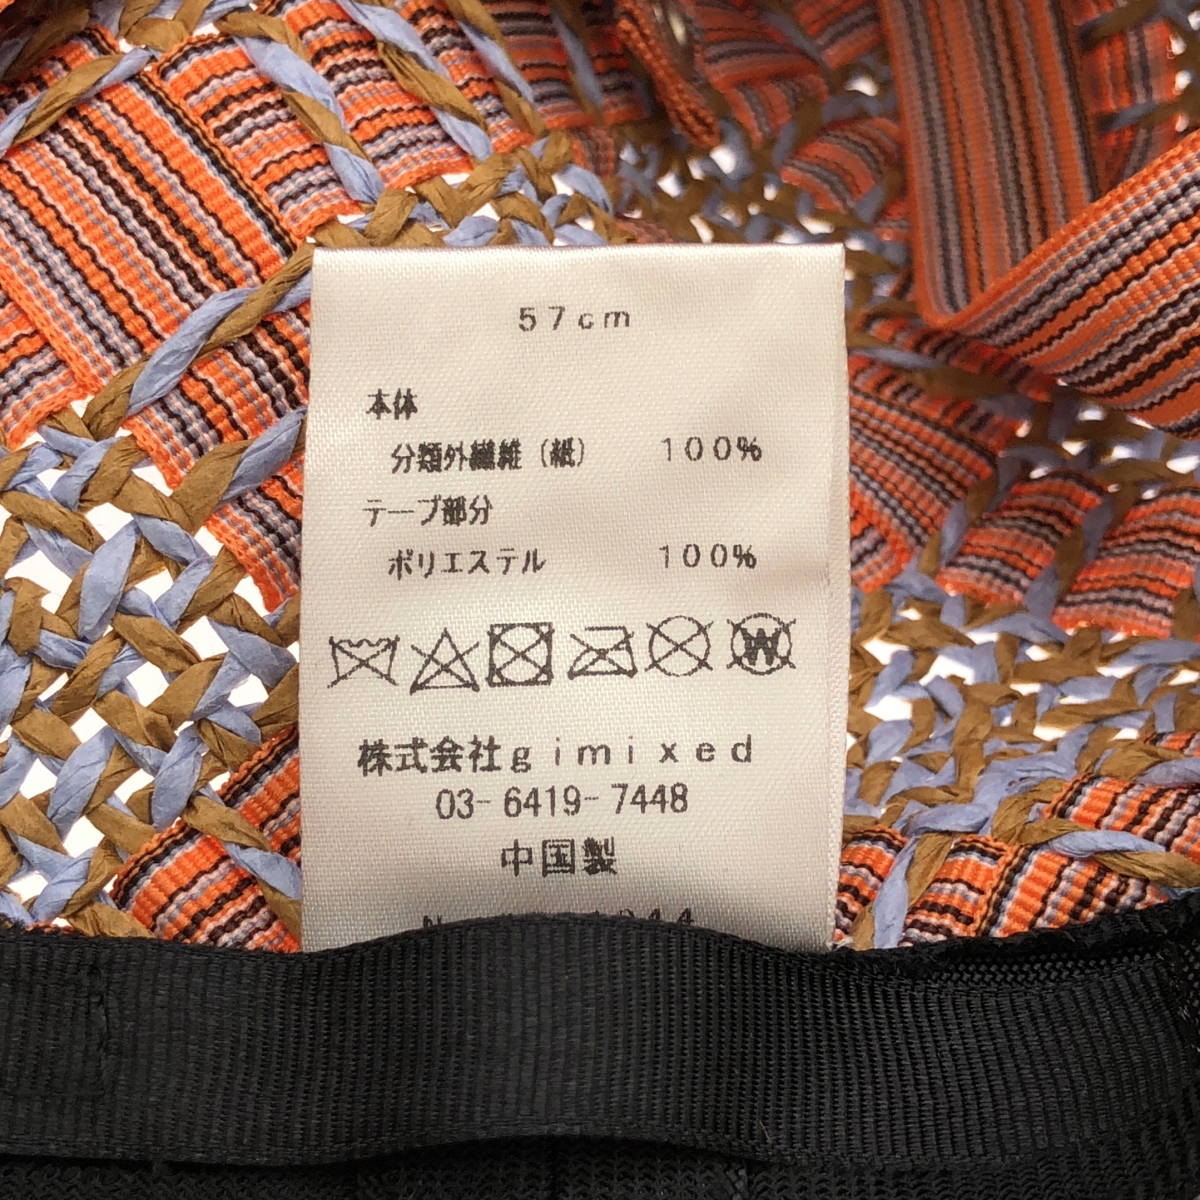 57cm
本体
分類外繊維（紙） 100%
テープ部分
ポリエステル 100%
W
株式会社gimixed
03-6419-7448
中国製